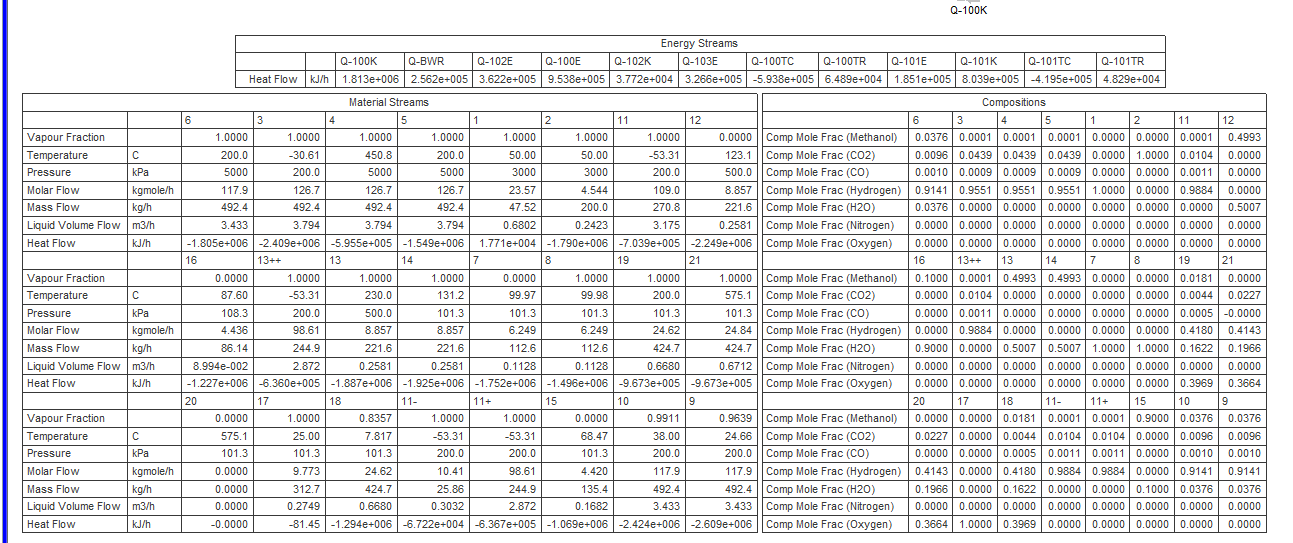 Q-100K
Energy Streams
Q-100K Q-BWR Q-102E Q-100E Q-102K Q-103E Q-100TC Q-100TR Q-101E Q-101K Q-101TC Q-101TR
Heat Flow kJ/h 1.813e+006 2.562e+005 3.622e+005 9.538e+005 3.772e+004 3.266e+005 -5.938e+005 6.489e+004 1.851e+005 8.039e+005 -4.195e+005 4.829e+004
Material Streams
6 3 4 5 1 2 11 12
Vapour Fraction 1.0000 1.0000 1.0000 1.0000 1.0000 1.0000 1.0000 0.0000
Temperature C 200.0 -30.61 450.8 200.0 50.00 50.00 -53.31 123.1
Pressure kPa 5000 200.0 5000 5000 3000 3000 200.0 500.0
Molar Flow kgmole/h 117.9 126.7 126.7 126.7 23.57 4.544 109.0 8.857
Mass Flow kg/h 492.4 492.4 492.4 492.4 47.52 200.0 270.8 221.6
Liquid Volume Flow m3/h 3.433 3.794 3.794 3.794 0.6802 0.2423 3.175 0.2581
Heat Flow kJ/h -1.805e+006 -2.409e+006 -5.955e+005 -1.549e+006 1.771e+004 -1.790e+006 -7.039e+005 -2.249e+006
16 13++ 13 14 7 8 19 21
Vapour Fraction 0.0000 1.0000 1.0000 1.0000 0.0000 1.0000 1.0000 1.0000
Temperature C 87.60 -53.31 230.0 131.2 99.97 99.98 200.0 575.1
Pressure kPa 108.3 200.0 500.0 101.3 101.3 101.3 101.3 101.3
Molar Flow kgmole/h 4.436 98.61 8.857 8.857 6.249 6.249 24.62 24.84
Mass Flow kg/h 86.14 244.9 221.6 221.6 112.6 112.6 424.7 424.7
Liquid Volume Flow m3/h 8.994e-002 2.872 0.2581 0.2581 0.1128 0.1128 0.6680 0.6712
Heat Flow kJ/h -1.227e+006 -6.360e+005 -1.887e+006 -1.925e+006 -1.752e+006 -1.496e+006 -9.673e+005 -9.673e+005
20 17 18 11- 11+ 15 10 9
Vapour Fraction 0.0000 1.0000 0.8357 1.0000 1.0000 0.0000 0.9911 0.9639
Temperature C 575.1 25.00 7.817 -53.31 -53.31 68.47 38.00 24.66
Pressure kPa 101.3 101.3 101.3 200.0 200.0 101.3 200.0 200.0
Molar Flow kgmole/h 0.0000 9.773 24.62 10.41 98.61 4.420 117.9 117.9
Mass Flow kg/h 0.0000 312.7 424.7 25.86 244.9 135.4 492.4 492.4
Liquid Volume Flow m3/h 0.0000 0.2749 0.6680 0.3032 2.872 0.1682 3.433 3.433
Heat Flow kJ/h -0.0000 -81.45 -1.294e+006 -6.722e+004 -6.367e+005 -1.069e+006 -2.424e+006 -2.609e+006
Compositions
6 3 4 5 1 2 11 12
Comp Mole Frac (Methanol) 0.0376 0.0001 0.0001 0.0001 0.0000 0.0000 0.0001 0.4993
Comp Mole Frac (CO2) 0.0096 0.0439 0.0439 0.0439 0.0000 1.0000 0.0104 0.0000
Comp Mole Frac (CO) 0.0010 0.0009 0.0009 0.0009 0.0000 0.0000 0.0011 0.0000
Comp Mole Frac (Hydrogen) 0.9141 0.9551 0.9551 0.9551 1.0000 0.0000 0.9884 0.0000
Comp Mole Frac (H2O) 0.0376 0.0000 0.0000 0.0000 0.0000 0.0000 0.0000 0.5007
Comp Mole Frac (Nitrogen) 0.0000 0.0000 0.0000 0.0000 0.0000 0.0000 0.0000 0.0000
Comp Mole Frac (Oxygen) 0.0000 0.0000 0.0000 0.0000 0.0000 0.0000 0.0000 0.0000
16 13++ 13 14 7 8 19 21
Comp Mole Frac (Methanol) 0.1000 0.0001 0.4993 0.4993 0.0000 0.0000 0.0181 0.0000
Comp Mole Frac (CO2) 0.0000 0.0104 0.0000 0.0000 0.0000 0.0000 0.0044 0.0227
Comp Mole Frac (CO) 0.0000 0.0011 0.0000 0.0000 0.0000 0.0000 0.0005 -0.0000
Comp Mole Frac (Hydrogen) 0.0000 0.9884 0.0000 0.0000 0.0000 0.0000 0.4180 0.4143
Comp Mole Frac (H2O) 0.9000 0.0000 0.5007 0.5007 1.0000 1.0000 0.1622 0.1966
Comp Mole Frac (Nitrogen) 0.0000 0.0000 0.0000 0.0000 0.0000 0.0000 0.0000 0.0000
Comp Mole Frac (Oxygen) 0.0000 0.0000 0.0000 0.0000 0.0000 0.0000 0.3969 0.3664
20 17 18 11- 11+ 15 10 9
Comp Mole Frac (Methanol) 0.0000 0.0000 0.0181 0.0001 0.0001 0.9000 0.0376 0.0376
Comp Mole Frac (CO2) 0.0227 0.0000 0.0044 0.0104 0.0104 0.0000 0.0096 0.0096
Comp Mole Frac (CO) 0.0000 0.0000 0.0005 0.0011 0.0011 0.0000 0.0010 0.0010
Comp Mole Frac (Hydrogen) 0.4143 0.0000 0.4180 0.9884 0.9884 0.0000 0.9141 0.9141
Comp Mole Frac (H2O) 0.1966 0.0000 0.1622 0.0000 0.0000 0.1000 0.0376 0.0376
Comp Mole Frac (Nitrogen) 0.0000 0.0000 0.0000 0.0000 0.0000 0.0000 0.0000 0.0000
Comp Mole Frac (Oxygen) 0.3664 1.0000 0.3969 0.0000 0.0000 0.0000 0.0000 0.0000